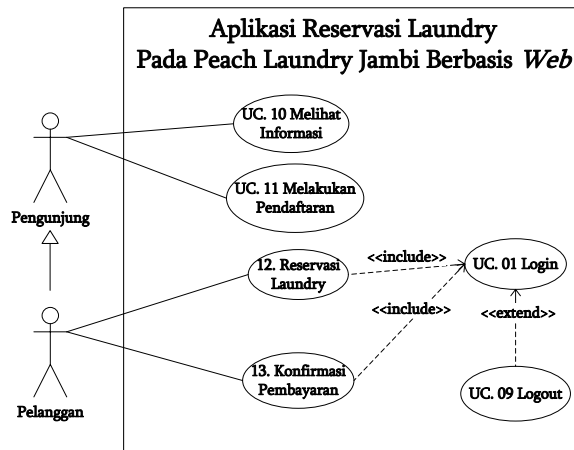 Aplikasi Reservasi Laundry
Pada Peach Laundry Jambi Berbasis Web
UC. 10 Melihat
Informasi
UC. 11 Melakukan
Pendaftaran
Pengunjung
12. Reservasi
Laundry
<<include>>
UC. 01 Login
<<include>>
<<extend>>
13. Konfirmasi
Pembayaran
UC. 09 Logout
Pelanggan